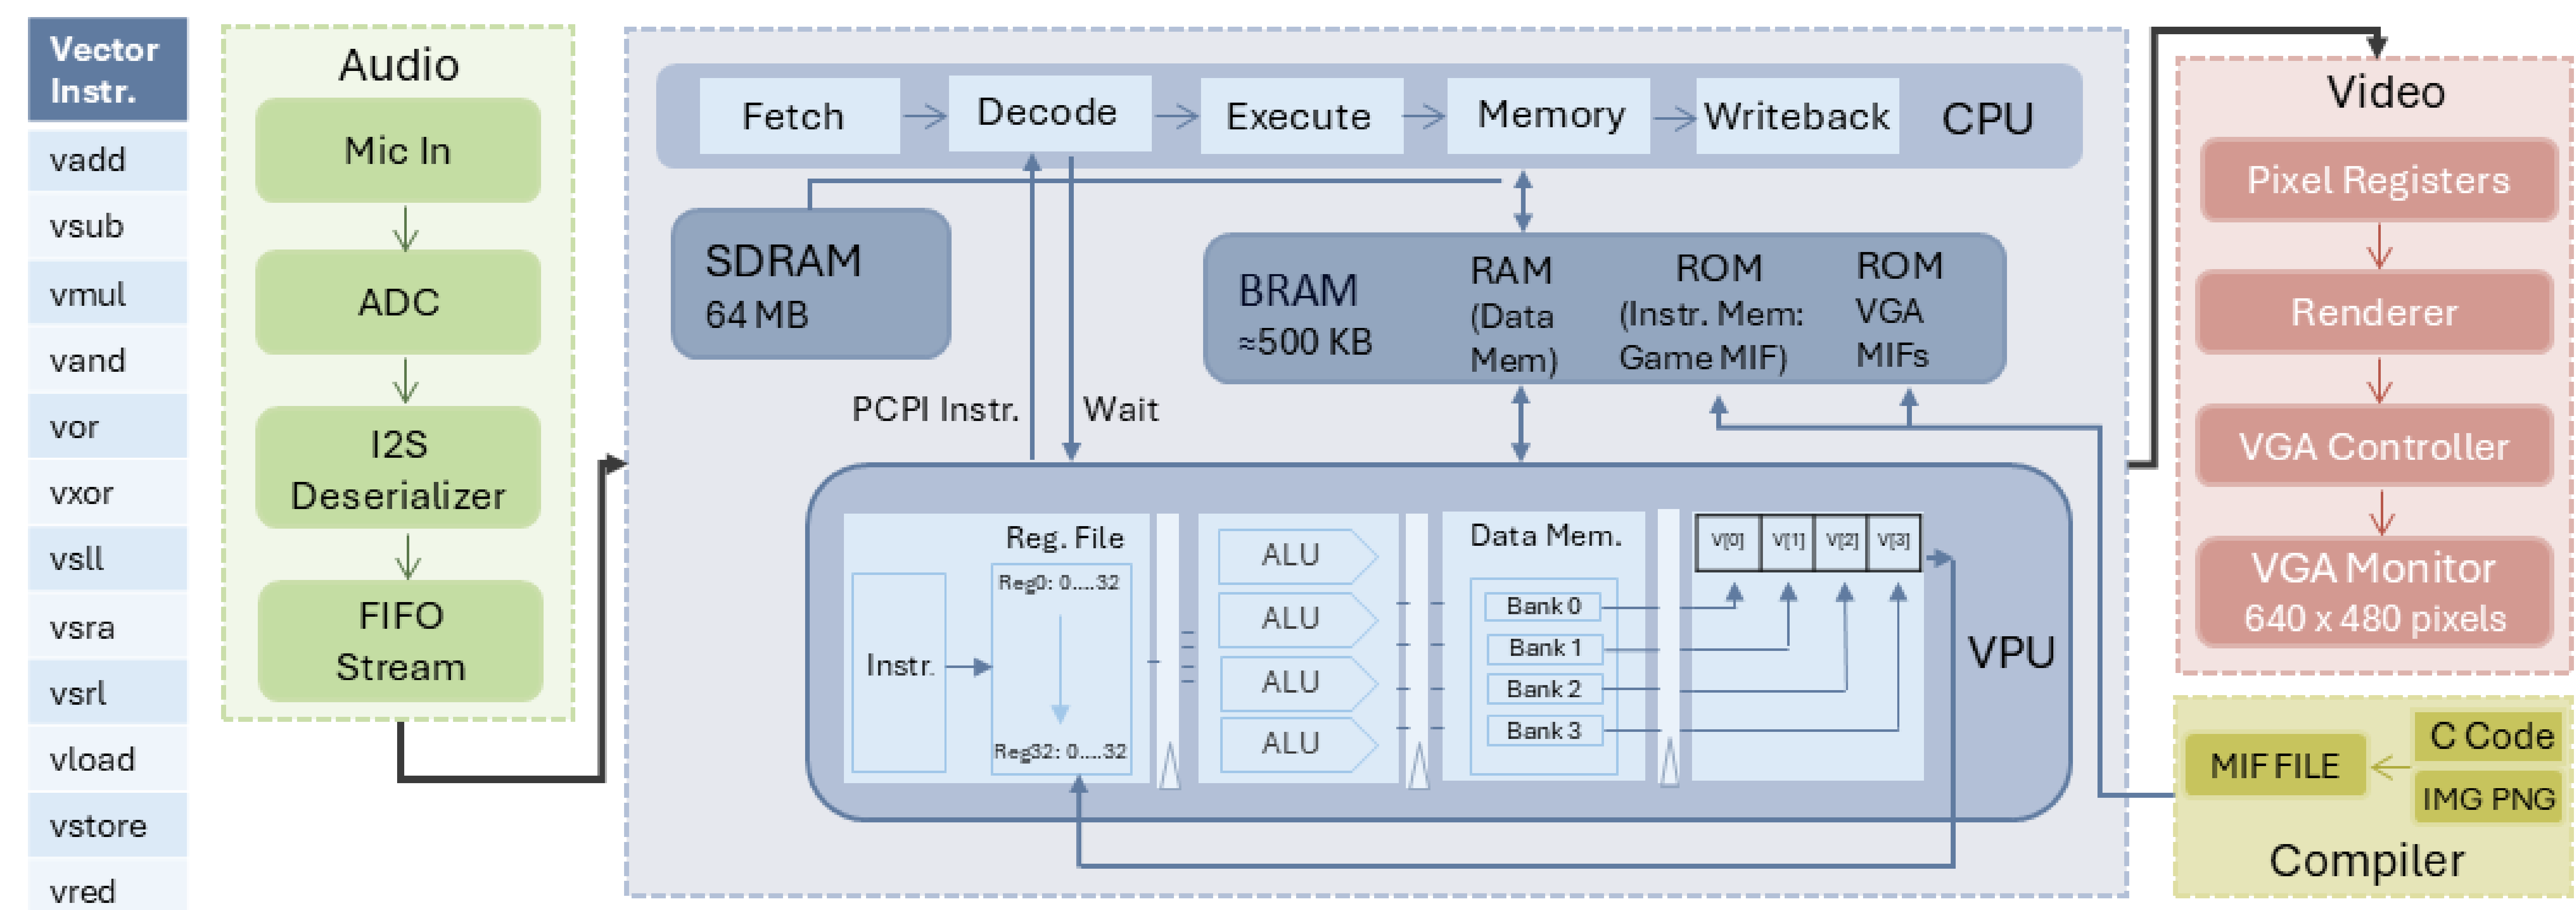 Vector
Instr.
vadd
vsub
vmul
vand
vor
vxor
vsll
vsra
vsrl
vload
vstore
vred
Audio
Mic In
ADC
I2S
Deserializer
FIFO
Stream
Fetch
Decode
Execute
Memory
Writeback
CPU
SDRAM
64 MB
BRAM
≈500 KB
RAM
(Data
Mem)
ROM
(Instr. Mem:
Game MIF)
ROM
VGA
MIFs
PCPI Instr.
Wait
Instr.
Reg. File
Reg0: 0....32
Reg32: 0....32
ALU
ALU
ALU
ALU
Data Mem.
Bank 0
Bank 1
Bank 2
Bank 3
V[0]
V[1]
V[2]
V[3]
VPU
Video
Pixel Registers
Renderer
VGA Controller
VGA Monitor
640 x 480 pixels
MIF FILE
C Code
IMG PNG
Compiler